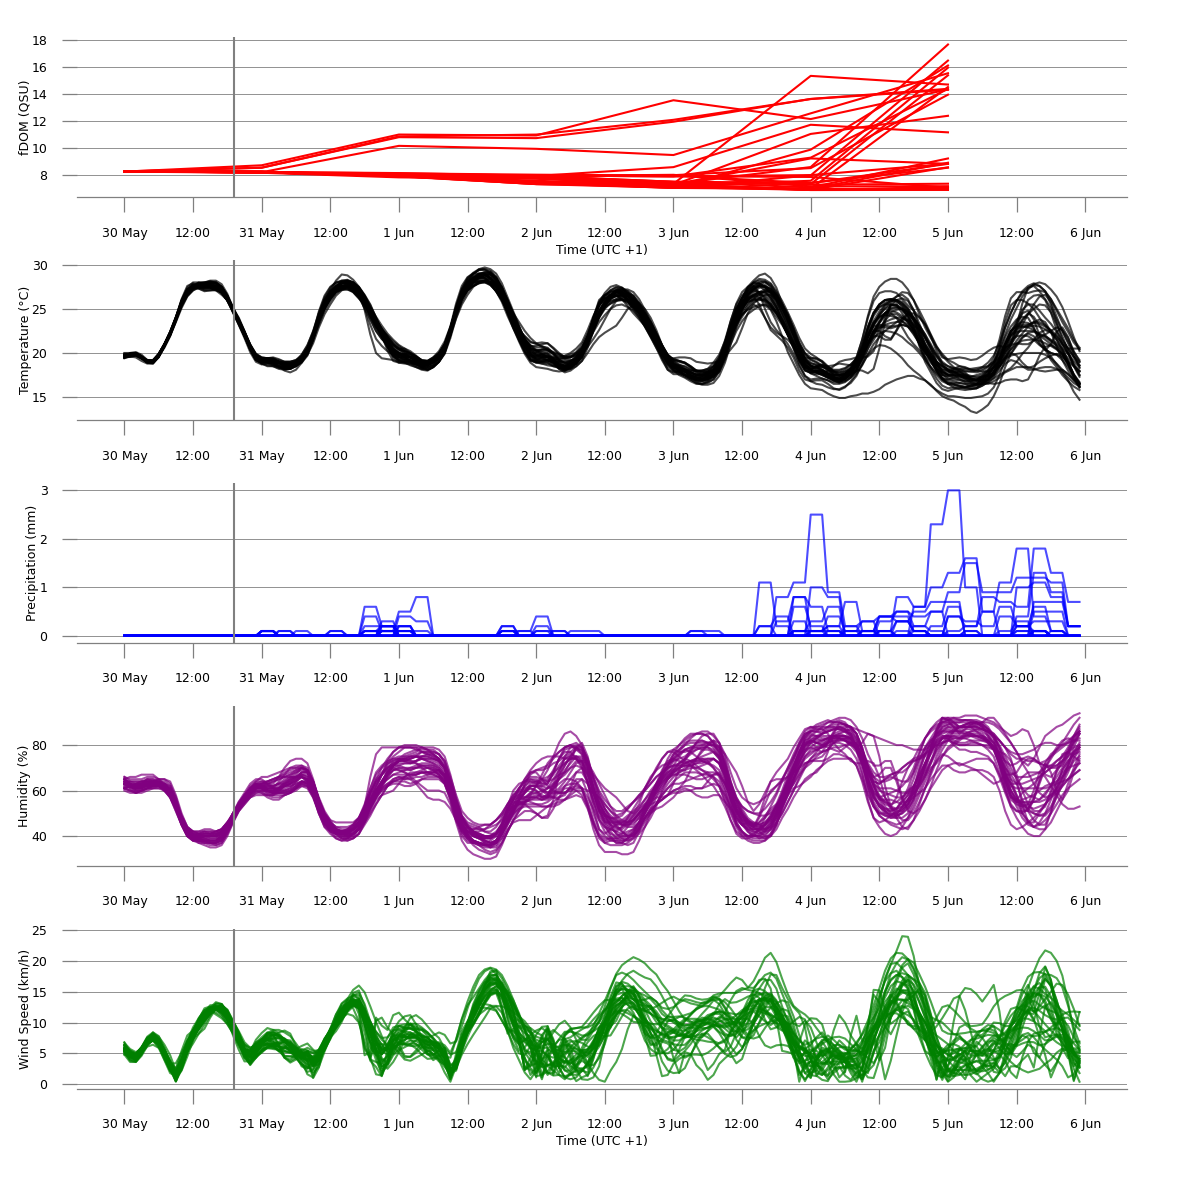 18
16
14
12
10
8
fDOM (QSU)
30 May 12:00 31 May 12:00 1 Jun 12:00 2 Jun 12:00 3 Jun 12:00 4 Jun 12:00 5 Jun 12:00 6 Jun
Time (UTC +1)
30
25
20
15
Temperature (°C)
30 May 12:00 31 May 12:00 1 Jun 12:00 2 Jun 12:00 3 Jun 12:00 4 Jun 12:00 5 Jun 12:00 6 Jun
3
2
1
0
Precipitation (mm)
30 May 12:00 31 May 12:00 1 Jun 12:00 2 Jun 12:00 3 Jun 12:00 4 Jun 12:00 5 Jun 12:00 6 Jun
80
60
40
Humidity (%)
30 May 12:00 31 May 12:00 1 Jun 12:00 2 Jun 12:00 3 Jun 12:00 4 Jun 12:00 5 Jun 12:00 6 Jun
25
20
15
10
5
0
Wind Speed (km/h)
30 May 12:00 31 May 12:00 1 Jun 12:00 2 Jun 12:00 3 Jun 12:00 4 Jun 12:00 5 Jun 12:00 6 Jun
Time (UTC +1)